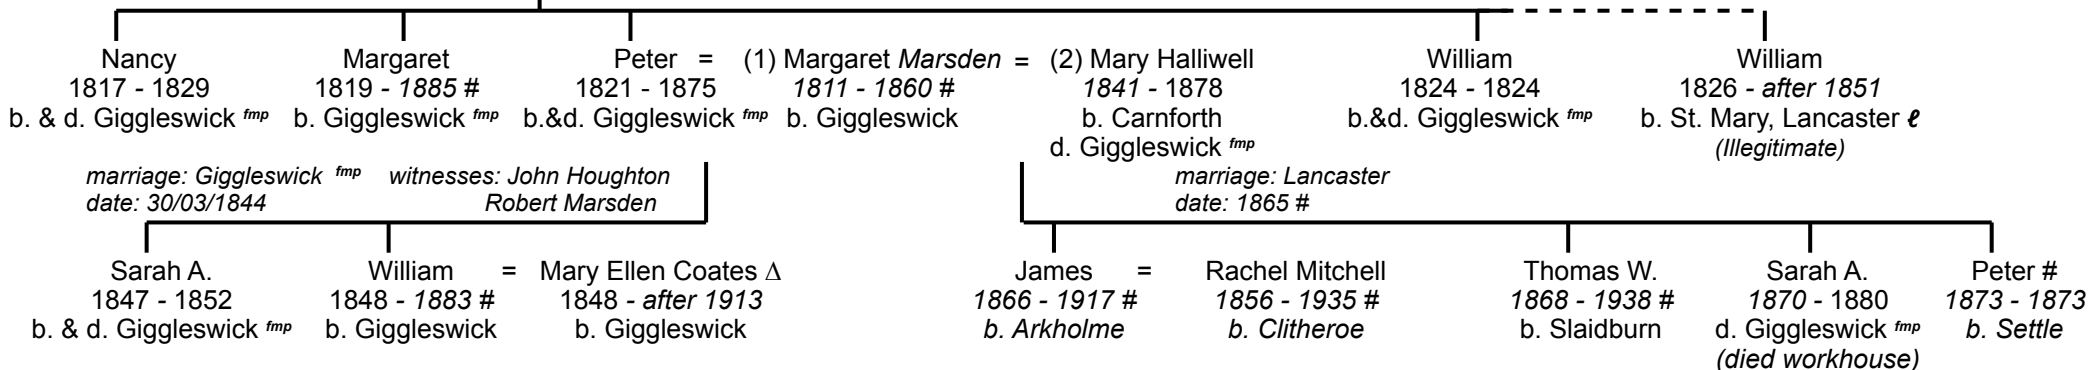 Nancy Margaret Peter = (1) Margaret Marsden = (2) Mary Halliwell William William
1817 - 1829 1819 - 1885 # 1821 - 1875 1811 - 1860 # 1841 - 1878 1824 - 1824 1826 - after 1851
b. & d. Giggleswick fmp b. Giggleswick fmp b.&d. Giggleswick fmp b. Giggleswick b. Carnforth b.&d. Giggleswick fmp b. St. Mary, Lancaster ℓ
d. Giggleswick fmp (Illegitimate)
marriage: Giggleswick fmp witnesses: John Houghton marriage: Lancaster
date: 30/03/1844 Robert Marsden date: 1865 #
Sarah A. William = Mary Ellen Coates Δ James = Rachel Mitchell Thomas W. Sarah A. Peter #
1847 - 1852 1848 - 1883 # 1848 - after 1913 1866 - 1917 # 1856 - 1935 # 1868 - 1938 # 1870 - 1880 1873 - 1873
b. & d. Giggleswick fmp b. Giggleswick b. Giggleswick b. Arkholme b. Clitheroe b. Slaidburn d. Giggleswick fmp b. Settle
(died workhouse)